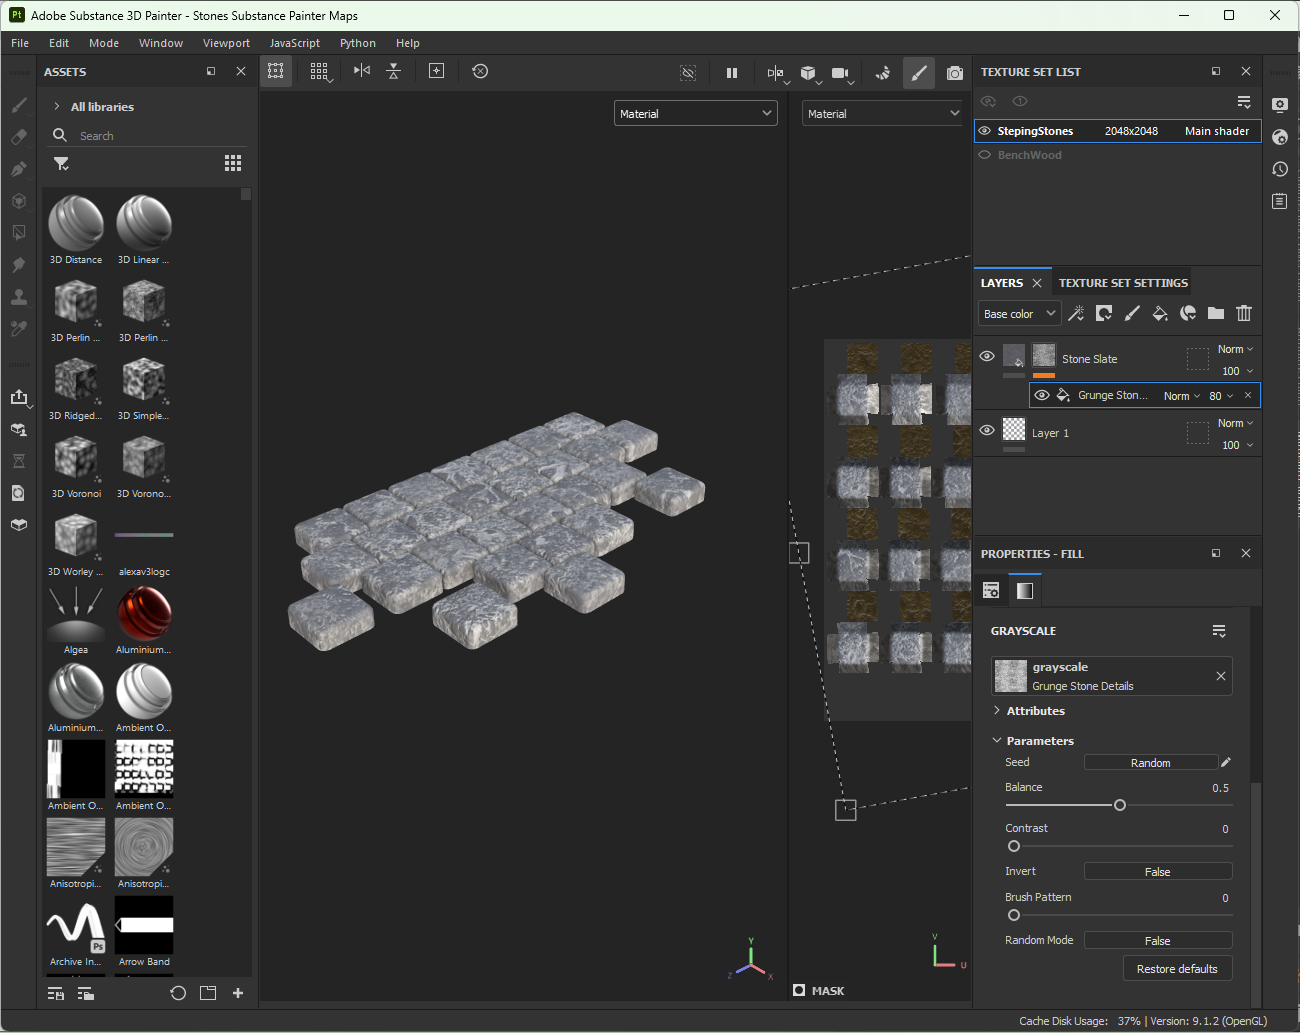 Pt Adobe Substance 3D Painter - Stones Substance Painter Maps
File Edit Mode Window Viewport JavaScript Python Help
ASSETS
All libraries
Search
3D Distance 3D Linear ...
3D Perlin ... 3D Perlin ...
3D Ridged... 3D Simple...
3D Voronoi 3D Vorono...
3D Worley ... alexav3logc
Algea Aluminium...
Aluminium... Ambient O...
Ambient O... Ambient O...
Anisotropi... Anisotropi...
Ps
Archive In... Arrow Band
Material
Material
Y
Z X
V
U
MASK
TEXTURE SET LIST
StepingStones 2048x2048 Main shader
BenchWood
LAYERS TEXTURE SET SETTINGS
Base color
Stone Slate Norm
100
Grunge Ston... Norm 80
Layer 1 Norm
100
PROPERTIES - FILL
GRAYSCALE
grayscale
Grunge Stone Details
Attributes
Parameters
Seed Random
Balance 0.5
Contrast 0
Invert False
Brush Pattern 0
Random Mode False
Restore defaults
Cache Disk Usage: 37% | Version: 9.1.2 (OpenGL)